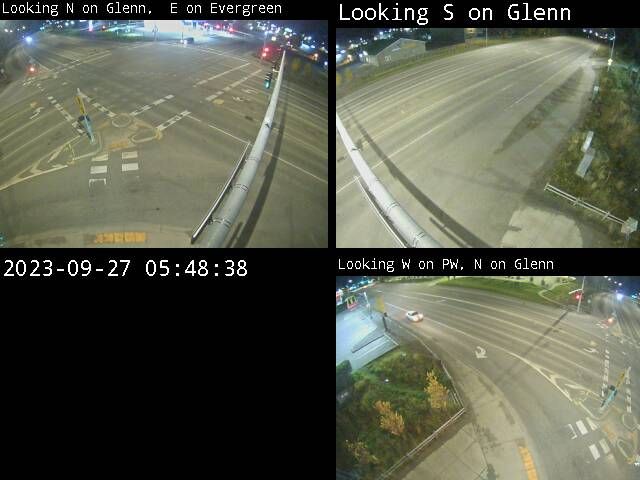 Looking N on Glenn, E on Evergreen
Looking S on Glenn
2023-09-27 05:48:38
Looking W on PW, N on Glenn